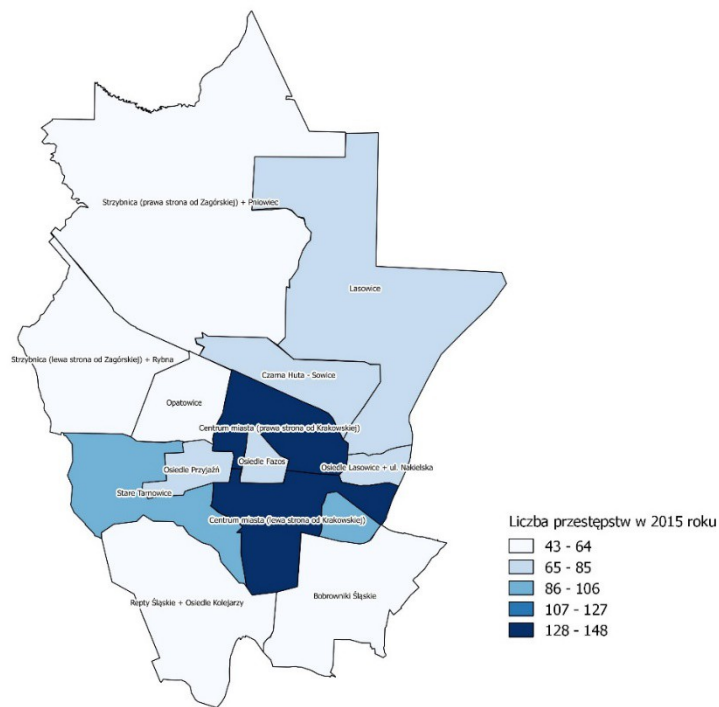 Strzybnica (prawa strona od Zagórskiej) + Pniowiec
Lasowice
Strzybnica (lewa strona od Zagórskiej) + Rybna
Czarna Huta - Sowice
Opatowice
Centrum miasta (prawa strona od Krakowskiej)
Osiedle Fazos
Osiedle Przyjaźń
Osiedle Lasowice + ul. Nakielska
Stare Tarnowice
Centrum miasta (lewa strona od Krakowskiej)
Repty Śląskie + Osiedle Kolejarzy
Bobrowniki Śląskie
Liczba przestępstw w 2015 roku
43 - 64
65 - 85
86 - 106
107 - 127
128 - 148